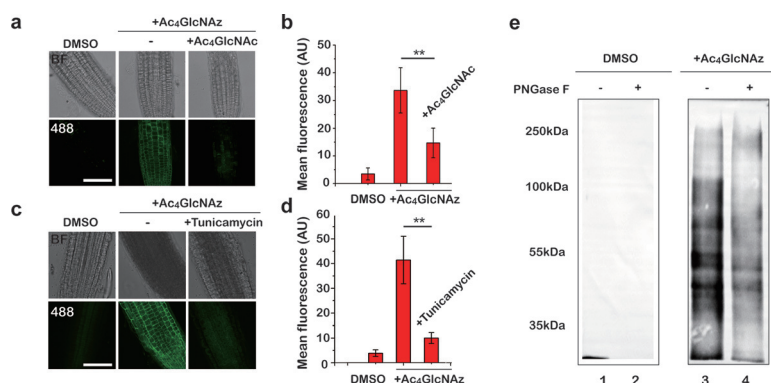 a
+Ac₄GlcNAz
DMSO - +Ac₄GlcNAc
BF
488
b
Mean fluorescence (AU)
50
40
30
20
10
0
**
+Ac₄GlcNAc
DMSO +Ac₄GlcNAz
c
+Ac₄GlcNAz
DMSO - +Tunicamycin
BF
488
d
Mean fluorescence (AU)
60
50
40
30
20
10
0
**
+Tunicamycin
DMSO +Ac₄GlcNAz
e
DMSO +Ac₄GlcNAz
PNGase F - + - +
250kDa
100kDa
55kDa
35kDa
1 2 3 4